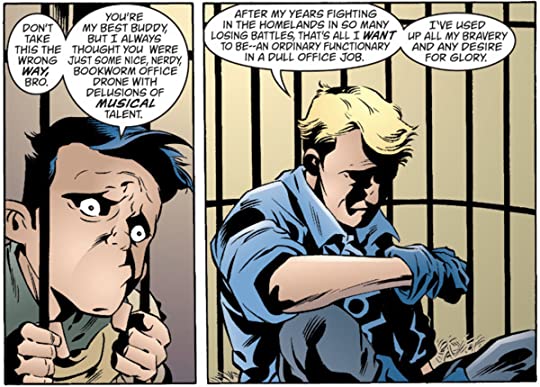 DON'T
TAKE
THIS THE
WRONG
WAY,
BRO.
YOU'RE
MY BEST BUDDY,
BUT I ALWAYS
THOUGHT YOU WERE
JUST SOME NICE, NERDY,
BOOKWORM OFFICE
DRONE WITH
DELUSIONS OF
MUSICAL
TALENT.
AFTER MY YEARS FIGHTING
IN THE HOMELANDS IN SO MANY
LOSING BATTLES, THAT'S ALL I WANT
TO BE--AN ORDINARY FUNCTIONARY
IN A DULL OFFICE JOB.
I'VE USED
UP ALL MY BRAVERY
AND ANY DESIRE
FOR GLORY.